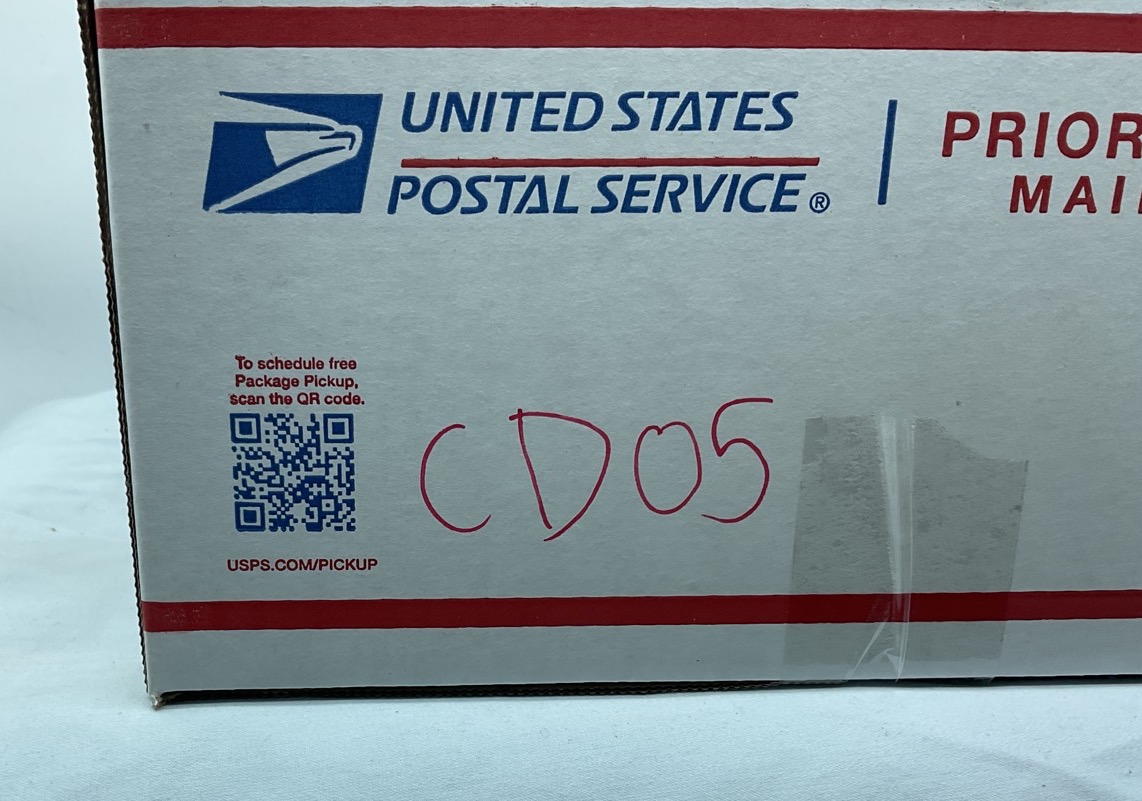 UNITED STATES
POSTAL SERVICE®
PRIOR
MAI
To schedule free
Package Pickup,
scan the QR code.
USPS.COM/PICKUP
CD05